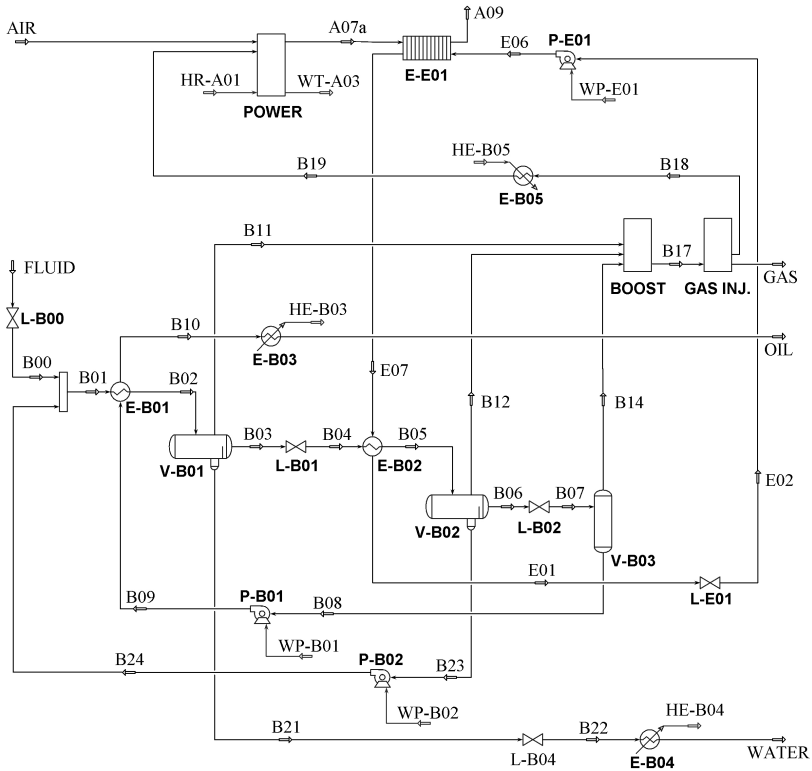 A09
AIR
A07a
E06
P-E01
E-E01
HR-A01
WT-A03
WP-E01
POWER
HE-B05
B19
B18
E-B05
B11
B17
FLUID
GAS
BOOST
GAS INJ.
L-B00
HE-B03
B10
OIL
E-B03
B00
E07
B01
B02
E-B01
B12
B14
B03
B04
B05
V-B01
L-B01
E-B02
E02
B06
B07
V-B02
L-B02
V-B03
E01
P-B01
L-E01
B09
B08
WP-B01
P-B02
B24
B23
WP-B02
HE-B04
B21
B22
WATER
L-B04
E-B04